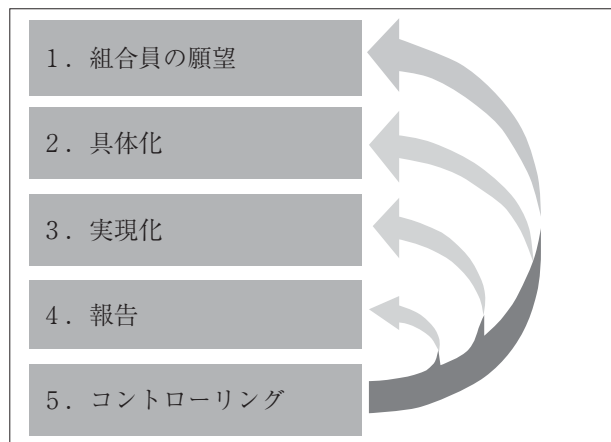 １．組合員の願望
２．具体化
３．実現化
４．報告
５．コントローリング